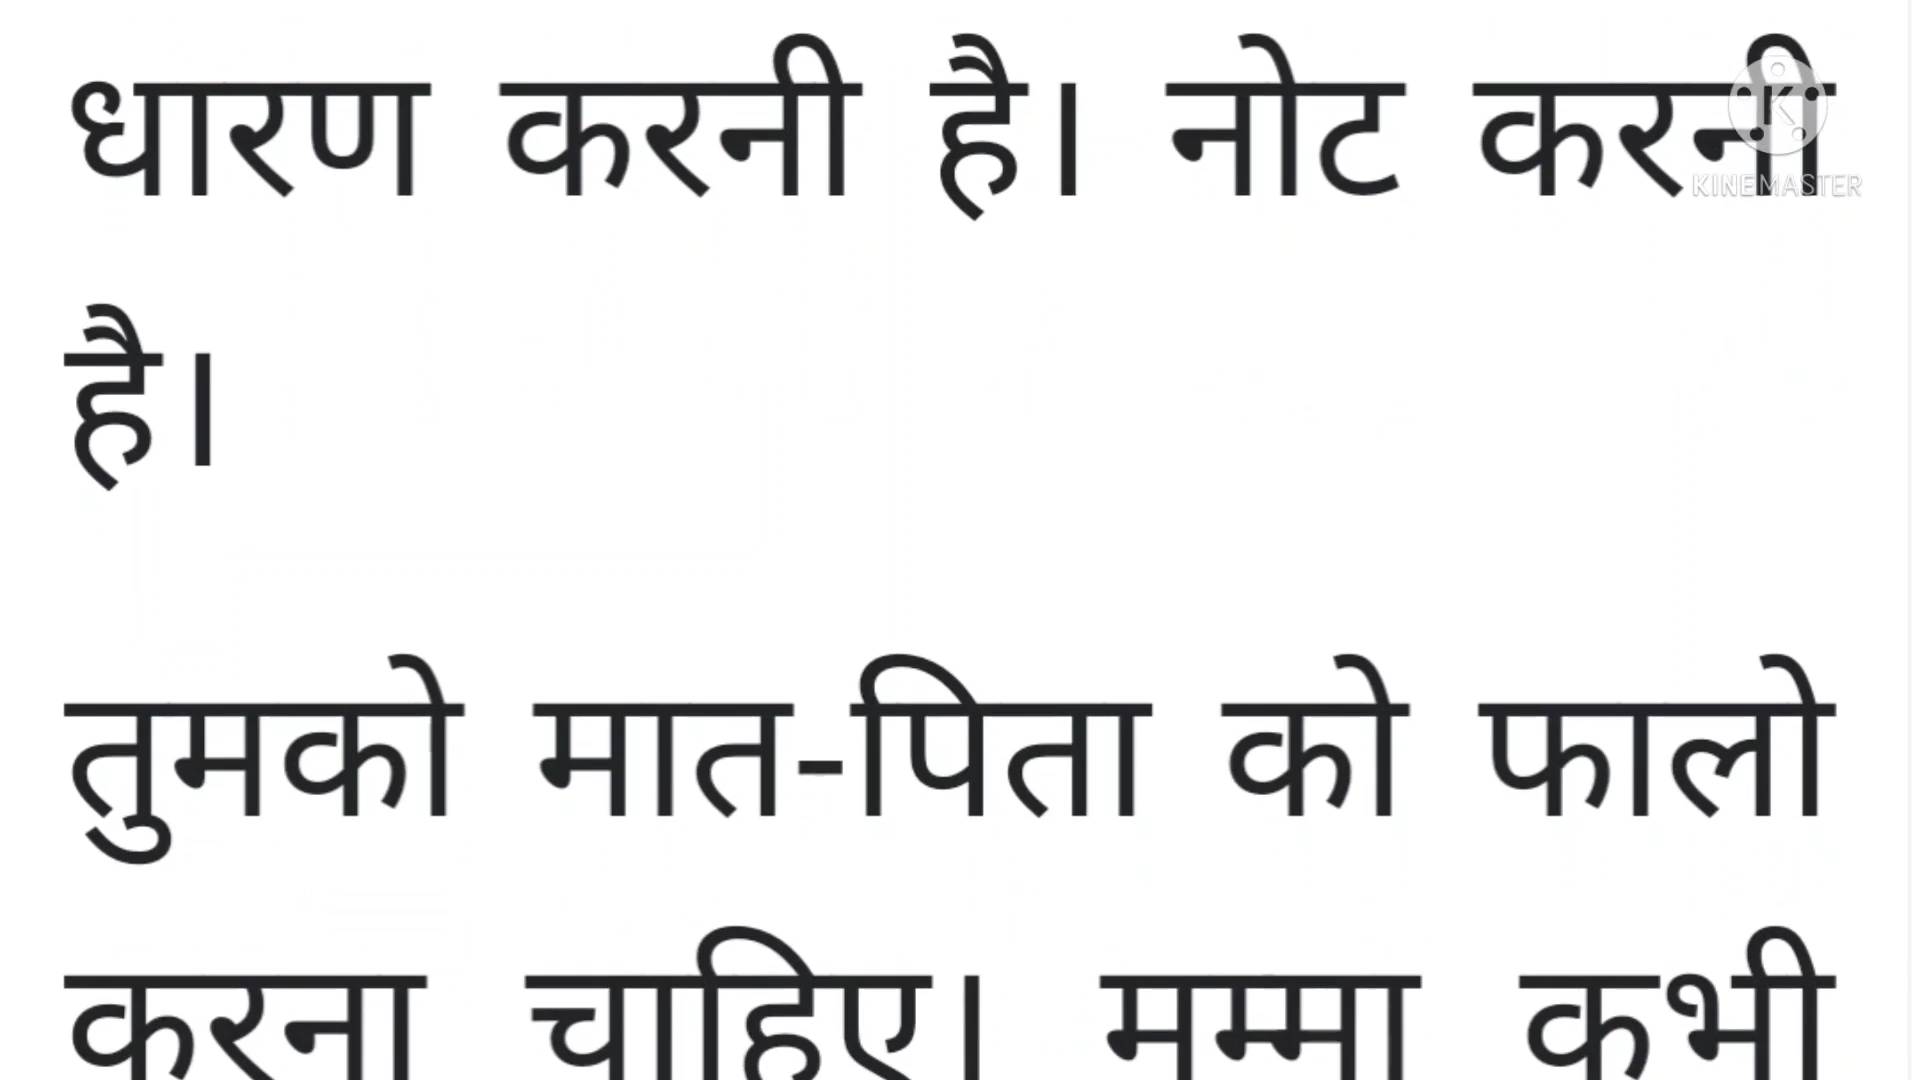 धारण करनी है। नोट करनी
KINEMASTER
है।
तुमको मात-पिता को फालो
करना चाहिए। मम्मा कभी